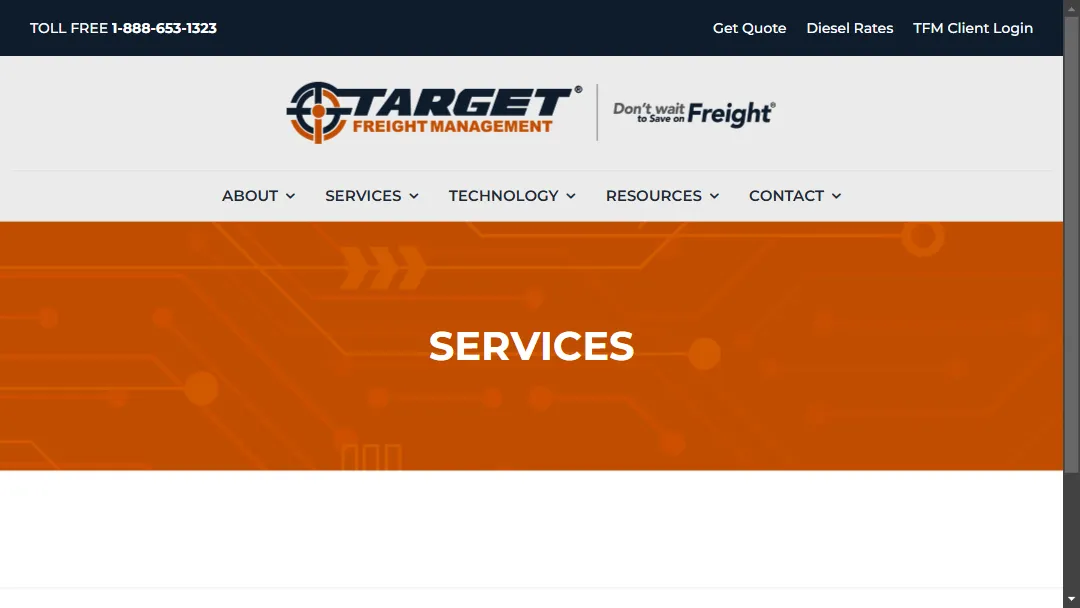 TOLL FREE 1-888-653-1323
Get Quote Diesel Rates TFM Client Login
TARGET®
FREIGHT MANAGEMENT
Don't wait
to Save on Freight®
ABOUT SERVICES TECHNOLOGY RESOURCES CONTACT
SERVICES